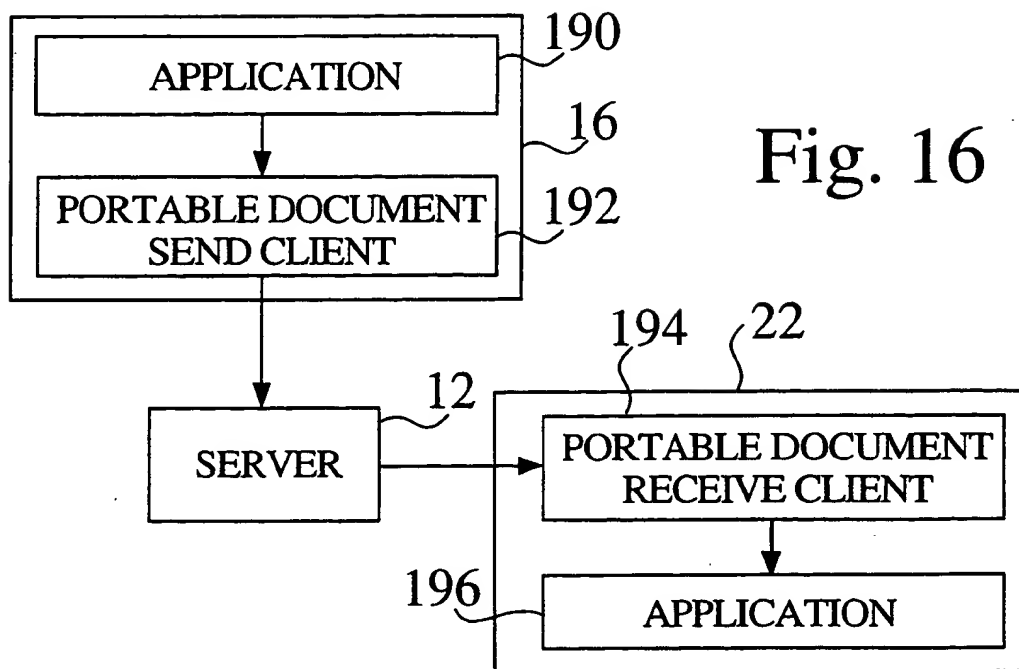 190
APPLICATION
16
Fig. 16
PORTABLE DOCUMENT
SEND CLIENT
192
194
22
12
SERVER
PORTABLE DOCUMENT
RECEIVE CLIENT
196
APPLICATION